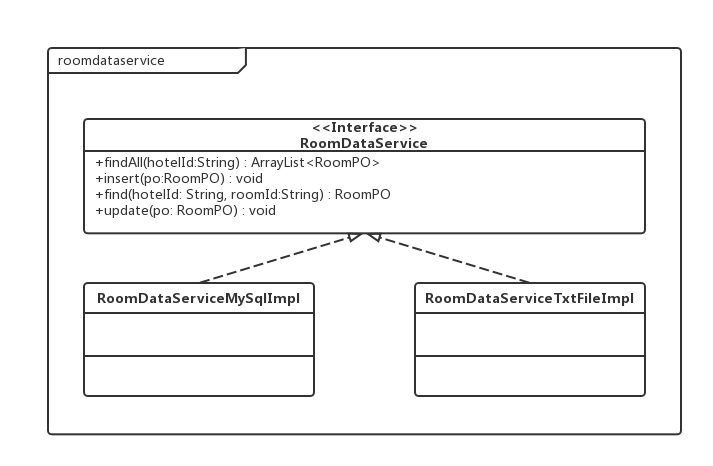 roomdataservice
<<Interface>>
RoomDataService
+findAll(hotelId:String) : ArrayList<RoomPO>
+insert(po:RoomPO) : void
+find(hotelId: String, roomId:String) : RoomPO
+update(po: RoomPO) : void
RoomDataServiceMySqlImpl
RoomDataServiceTxtFileImpl